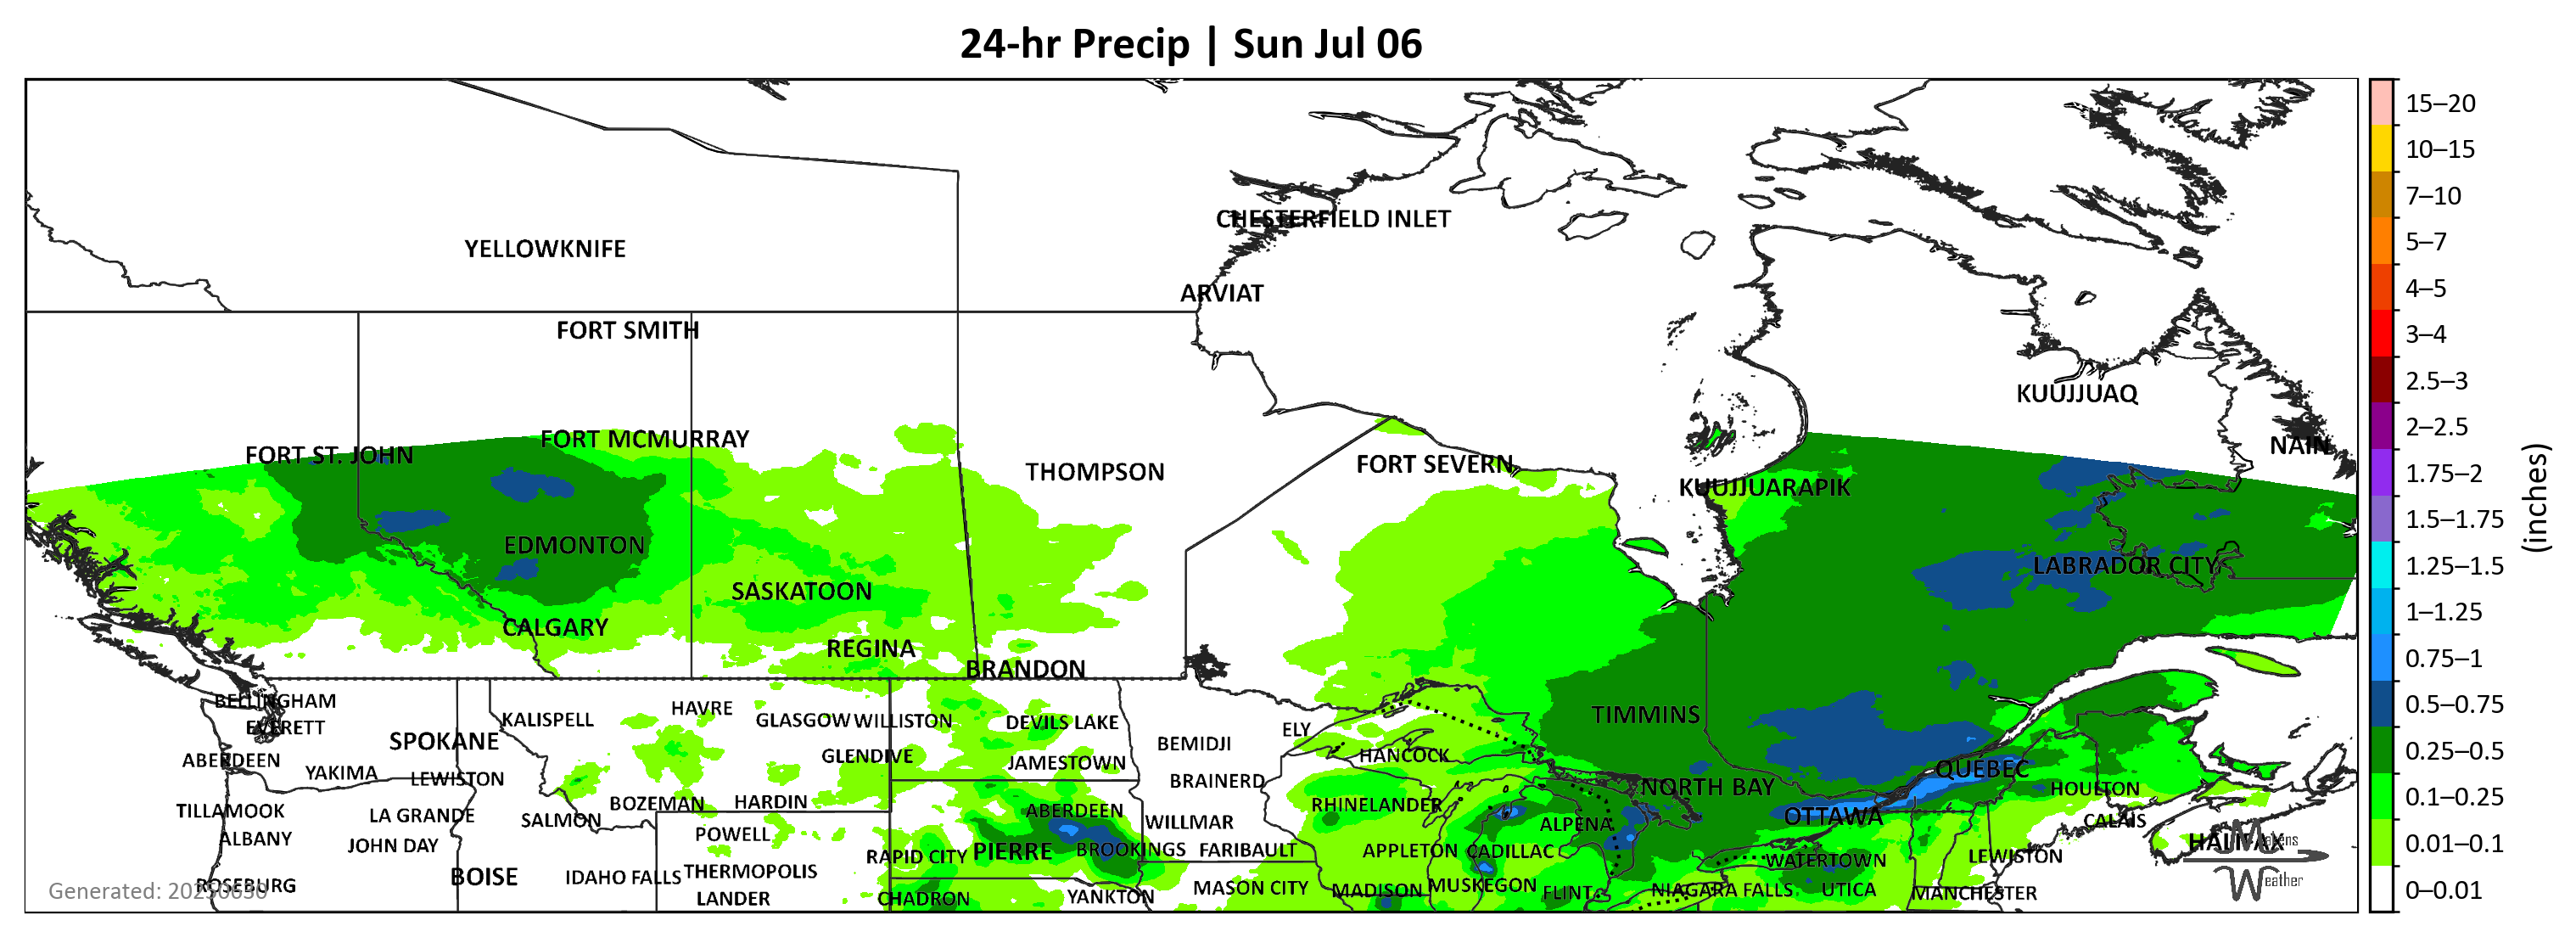 24-hr Precip | Sun Jul 06
15–20
10–15
7–10
5–7
4–5
3–4
2.5–3
2–2.5
1.75–2
1.5–1.75
1.25–1.5
1–1.25
0.75–1
0.5–0.75
0.25–0.5
0.1–0.25
0.01–0.1
0–0.01
(inches)
CHESTERFIELD INLET
YELLOWKNIFE
ARVIAT
FORT SMITH
KUUJJUAQ
FORT MCMURRAY
NAIN
FORT ST. JOHN
FORT SEVERN
THOMPSON
KUUJJUARAPIK
EDMONTON
LABRADOR CITY
SASKATOON
CALGARY
REGINA
BRANDON
BELLINGHAM
HAVRE
TIMMINS
KALISPELL GLASGOW WILLISTON DEVILS LAKE
EVERETT
ELY
SPOKANE
BEMIDJI
GLENDIVE
HANCOCK
ABERDEEN
JAMESTOWN
QUEBEC
YAKIMA
LEWISTON
BRAINERD
NORTH BAY
HOULTON
BOZEMAN
HARDIN
RHINELANDER
TILLAMOOK
LA GRANDE
ABERDEEN
OTTAWA
SALMON
WILLMAR
CALAIS
ALPENA
POWELL
ALBANY
HALIFAX
JOHN DAY
PIERRE
BROOKINGS
FARIBAULT
APPLETON
CADILLAC
RAPID CITY
LEWISTON
WATERTOWN
THERMOPOLIS
BOISE
IDAHO FALLS
ROSEBURG
MUSKEGON
MASON CITY
MADISON
FLINT
NIAGARA FALLS
UTICA
MANCHESTER
LANDER
CHADRON
YANKTON
Generated: 20250630
Weather